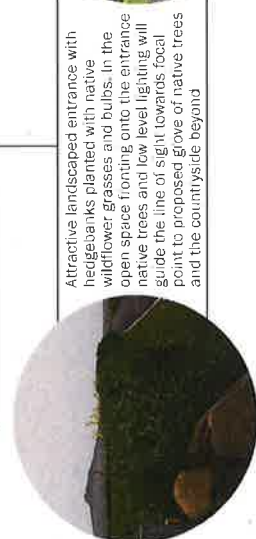 Attractive landscaped entrance with
hedgebanks planted with native
wildflower grasses and bulbs. In the
open space fronting onto the entrance
native trees and low level lighting will
guide the line of sight towards focal
point to proposed grove of native trees
and the countryside beyond